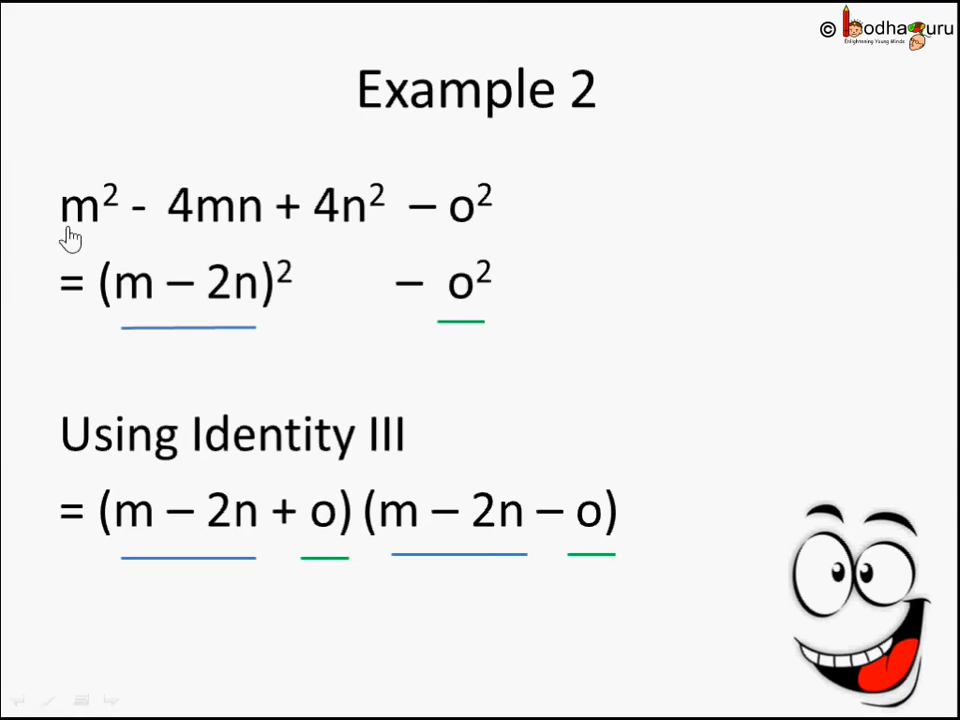 © BodhaGuru
Enlightening Young Minds
Example 2
m² - 4mn + 4n² – o²
= (m – 2n)² – o²
Using Identity III
= (m – 2n + o) (m – 2n – o)